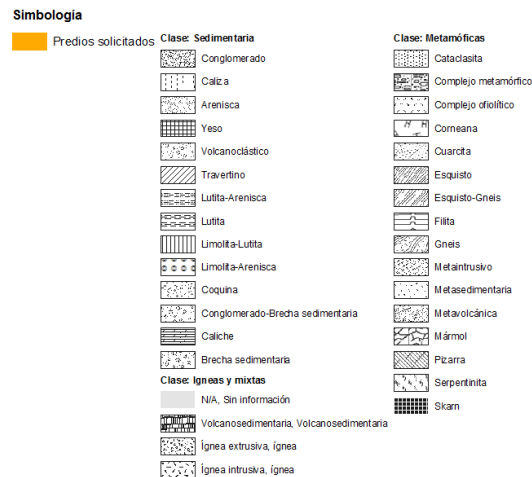 Simbología
Predios solicitados
Clase: Sedimentaria
Conglomerado
Caliza
Arenisca
Yeso
Volcanoclástico
Travertino
Lutita-Arenisca
Lutita
Limolita-Lutita
Limolita-Arenisca
Coquina
Conglomerado-Brecha sedimentaria
Caliche
Brecha sedimentaria
Clase: Igneas y mixtas
N/A, Sin información
Volcanosedimentaria, Volcanosedimentaria
Ígnea extrusiva, ígnea
Ígnea intrusiva, ígnea
Clase: Metamóficas
Cataclasita
Complejo metamórfico
Complejo ofiolítico
Corneana
Cuarcita
Esquisto
Esquisto-Gneis
Filita
Gneis
Metaintrusivo
Metasedimentaria
Metavolcánica
Mármol
Pizarra
Serpentinita
Skarn